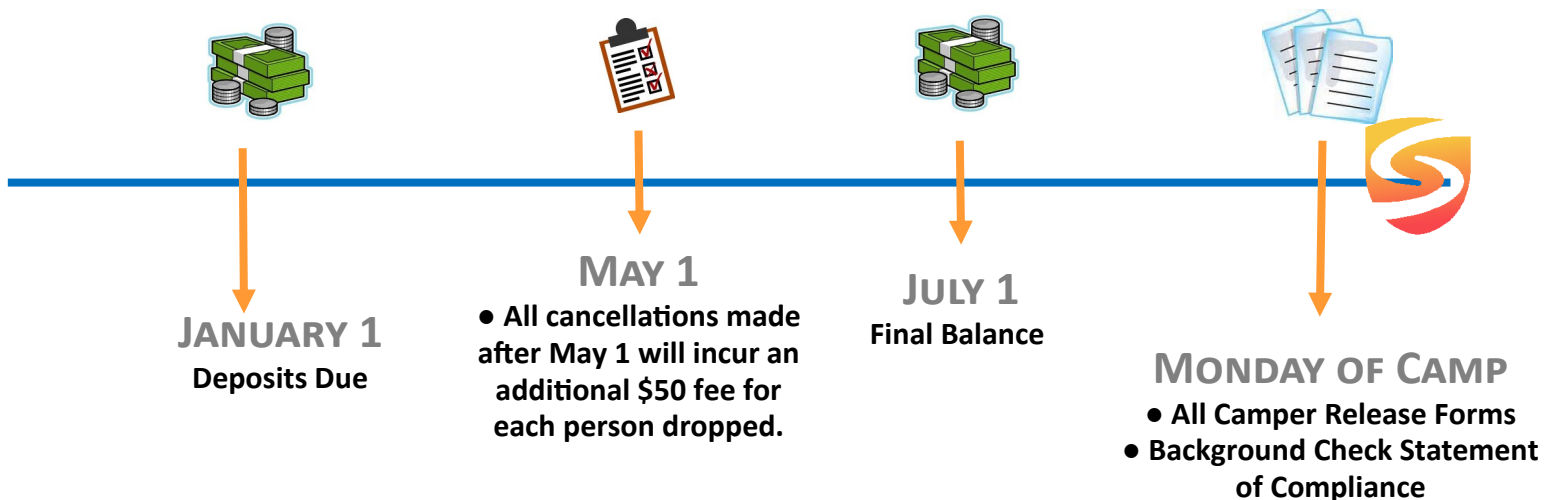 JANUARY 1
Deposits Due
MAY 1
● All cancellations made
after May 1 will incur an
additional $50 fee for
each person dropped.
JULY 1
Final Balance
MONDAY OF CAMP
● All Camper Release Forms
● Background Check Statement
of Compliance